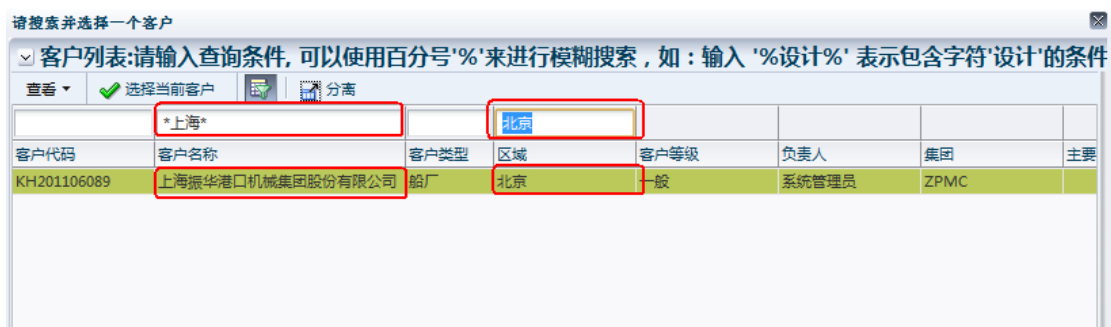 请搜索并选择一个客户
客户列表:请输入查询条件, 可以使用百分号'%'来进行模糊搜索，如：输入 '%设计%' 表示包含字符'设计'的条件
查看 选择当前客户 分离
*上海* 北京
客户代码 客户名称 客户类型 区域 客户等级 负责人 集团 主要
KH201106089 上海振华港口机械集团股份有限公司 船厂 北京 一般 系统管理员 ZPMC